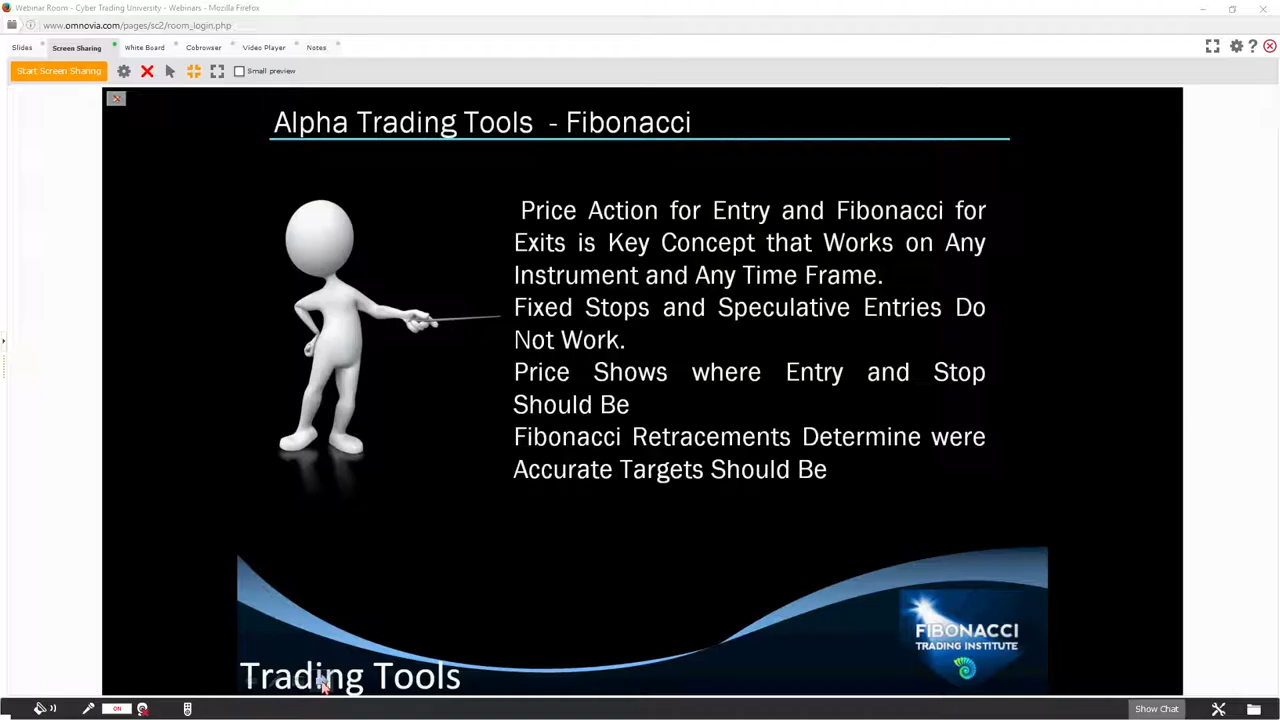 Webinar Room - Cyber Trading University - Webinars - Mozilla Firefox
www.omnovia.com/pages/sc2/room_login.php
Slides Screen Sharing White Board Cobrowser Video Player Notes
Start Screen Sharing Small preview
Alpha Trading Tools - Fibonacci
Price Action for Entry and Fibonacci for
Exits is Key Concept that Works on Any
Instrument and Any Time Frame.
Fixed Stops and Speculative Entries Do
Not Work.
Price Shows where Entry and Stop
Should Be
Fibonacci Retracements Determine were
Accurate Targets Should Be
FIBONACCI
TRADING INSTITUTE
Trading Tools
ON
Show Chat